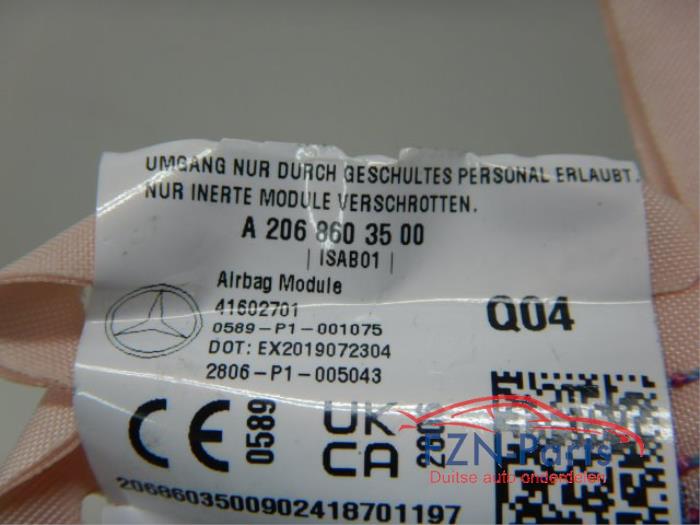 UMGANG NUR DURCH GESCHULTES PERSONAL ERLAUBT.
NUR INERTE MODULE VERSCHROTTEN.
A 206 860 35 00
| ISAB01 |
Airbag Module
41602701
0589-P1-001075
DOT: EX2019072304
2806-P1-005043
Q04
CE 0589
UK
CA
FZN-Parts
Duitse auto onderdelen
2068603500902418701197